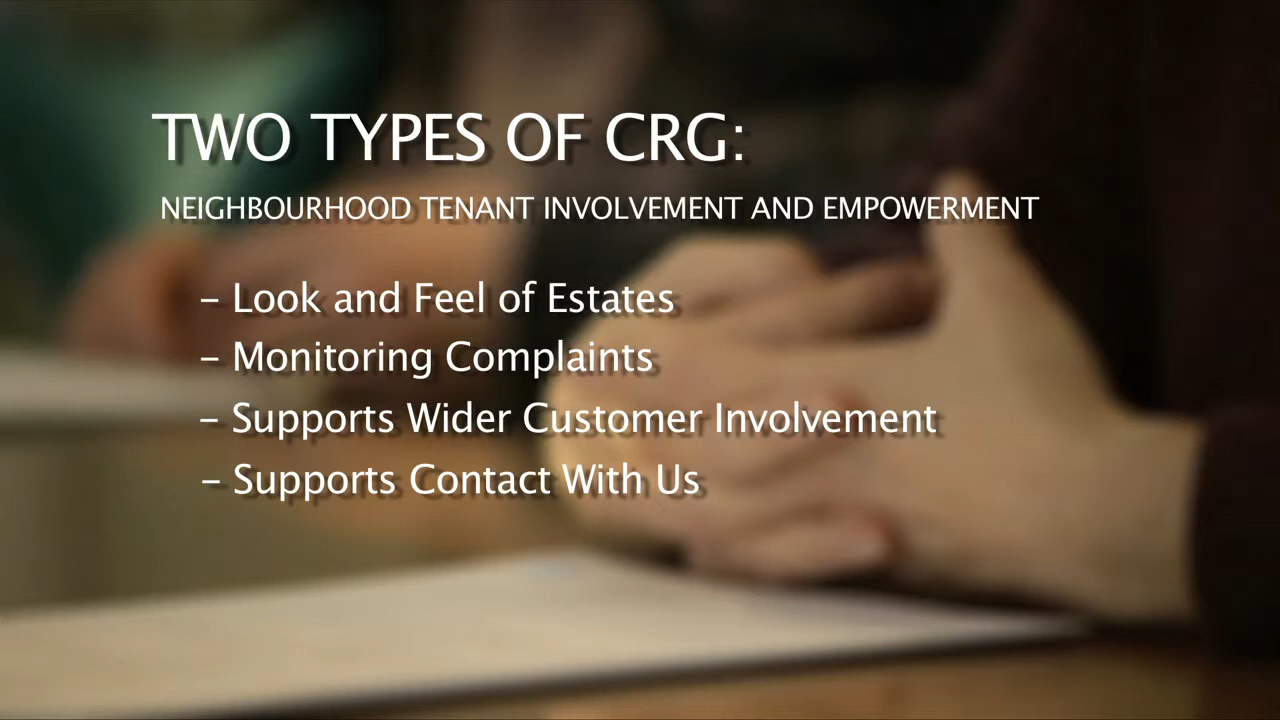 TWO TYPES OF CRG:
NEIGHBOURHOOD TENANT INVOLVEMENT AND EMPOWERMENT
– Look and Feel of Estates
– Monitoring Complaints
– Supports Wider Customer Involvement
– Supports Contact With Us